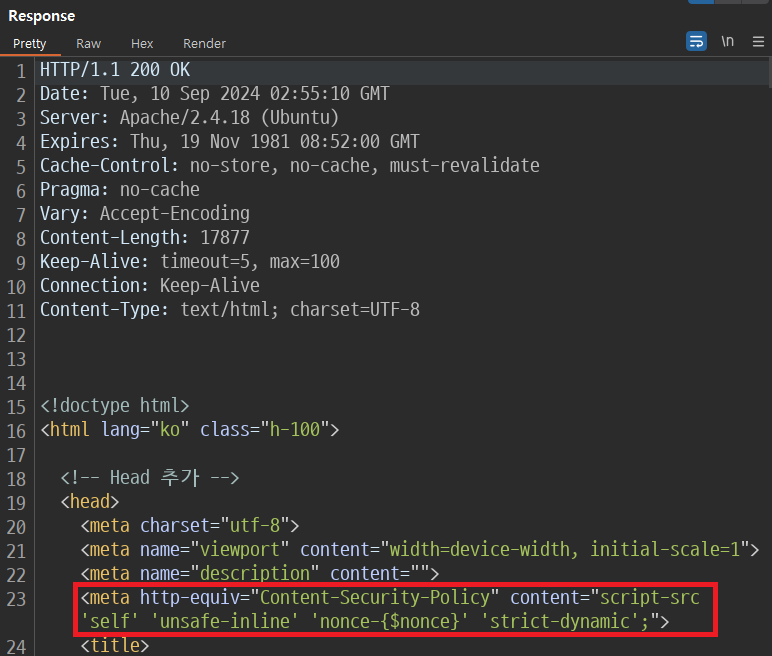 Response
Pretty Raw Hex Render \n
1 HTTP/1.1 200 OK
2 Date: Tue, 10 Sep 2024 02:55:10 GMT
3 Server: Apache/2.4.18 (Ubuntu)
4 Expires: Thu, 19 Nov 1981 08:52:00 GMT
5 Cache-Control: no-store, no-cache, must-revalidate
6 Pragma: no-cache
7 Vary: Accept-Encoding
8 Content-Length: 17877
9 Keep-Alive: timeout=5, max=100
10 Connection: Keep-Alive
11 Content-Type: text/html; charset=UTF-8
12
13
14
15 <!doctype html>
16 <html lang="ko" class="h-100">
17
18 <!-- Head 추가 -->
19 <head>
20 <meta charset="utf-8">
21 <meta name="viewport" content="width=device-width, initial-scale=1">
22 <meta name="description" content="">
23 <meta http-equiv="Content-Security-Policy" content="script-src
'self' 'unsafe-inline' 'nonce-{$nonce}' 'strict-dynamic';">
24 <title>